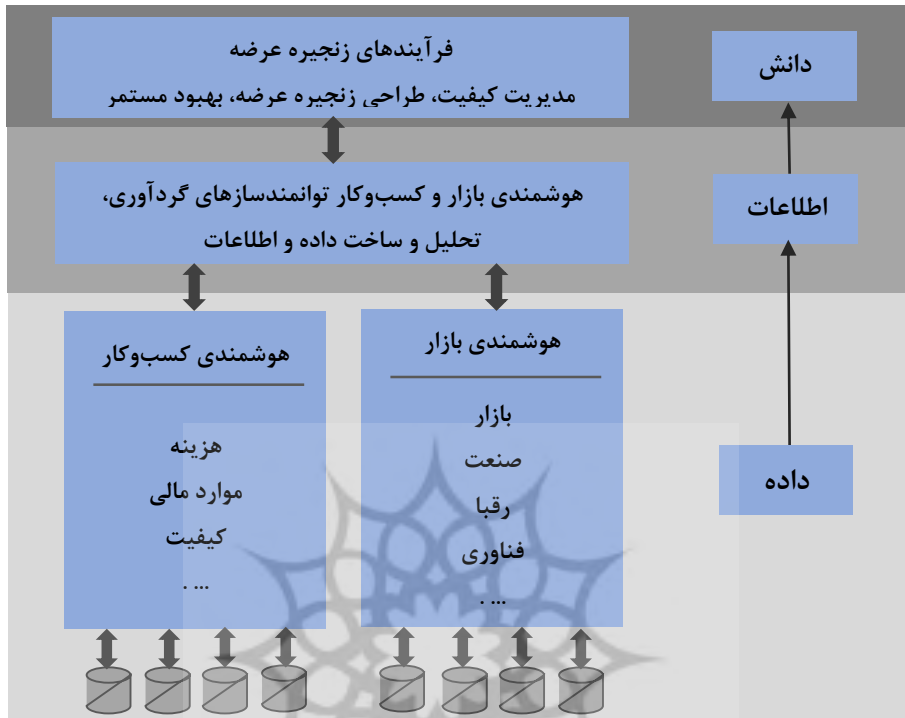 فرآیندهای زنجیره عرضه
مدیریت کیفیت، طراحی زنجیره عرضه، بهبود مستمر
دانش
هوشمندی بازار و کسب‌وکار توانمندسازهای گردآوری،
تحلیل و ساخت داده و اطلاعات
اطلاعات
هوشمندی بازار
بازار
صنعت
رقبا
فناوری
... .
هوشمندی کسب‌وکار
هزینه
موارد مالی
کیفیت
... .
داده